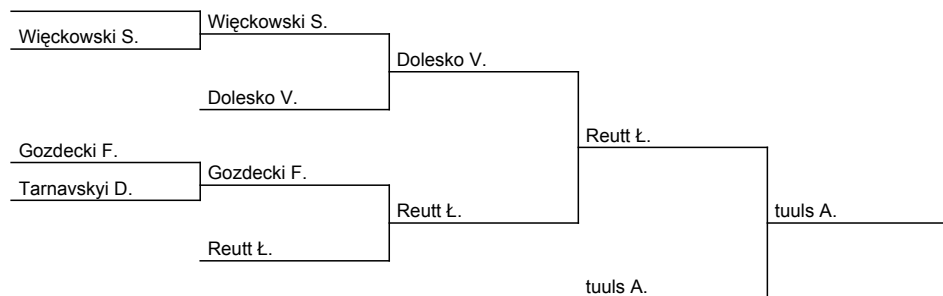 Więckowski S.
Więckowski S.
Dolesko V.
Dolesko V.
Reutt Ł.
Gozdecki F.
Gozdecki F.
Tarnavskyi D.
Reutt Ł.
tuuls A.
Reutt Ł.
tuuls A.